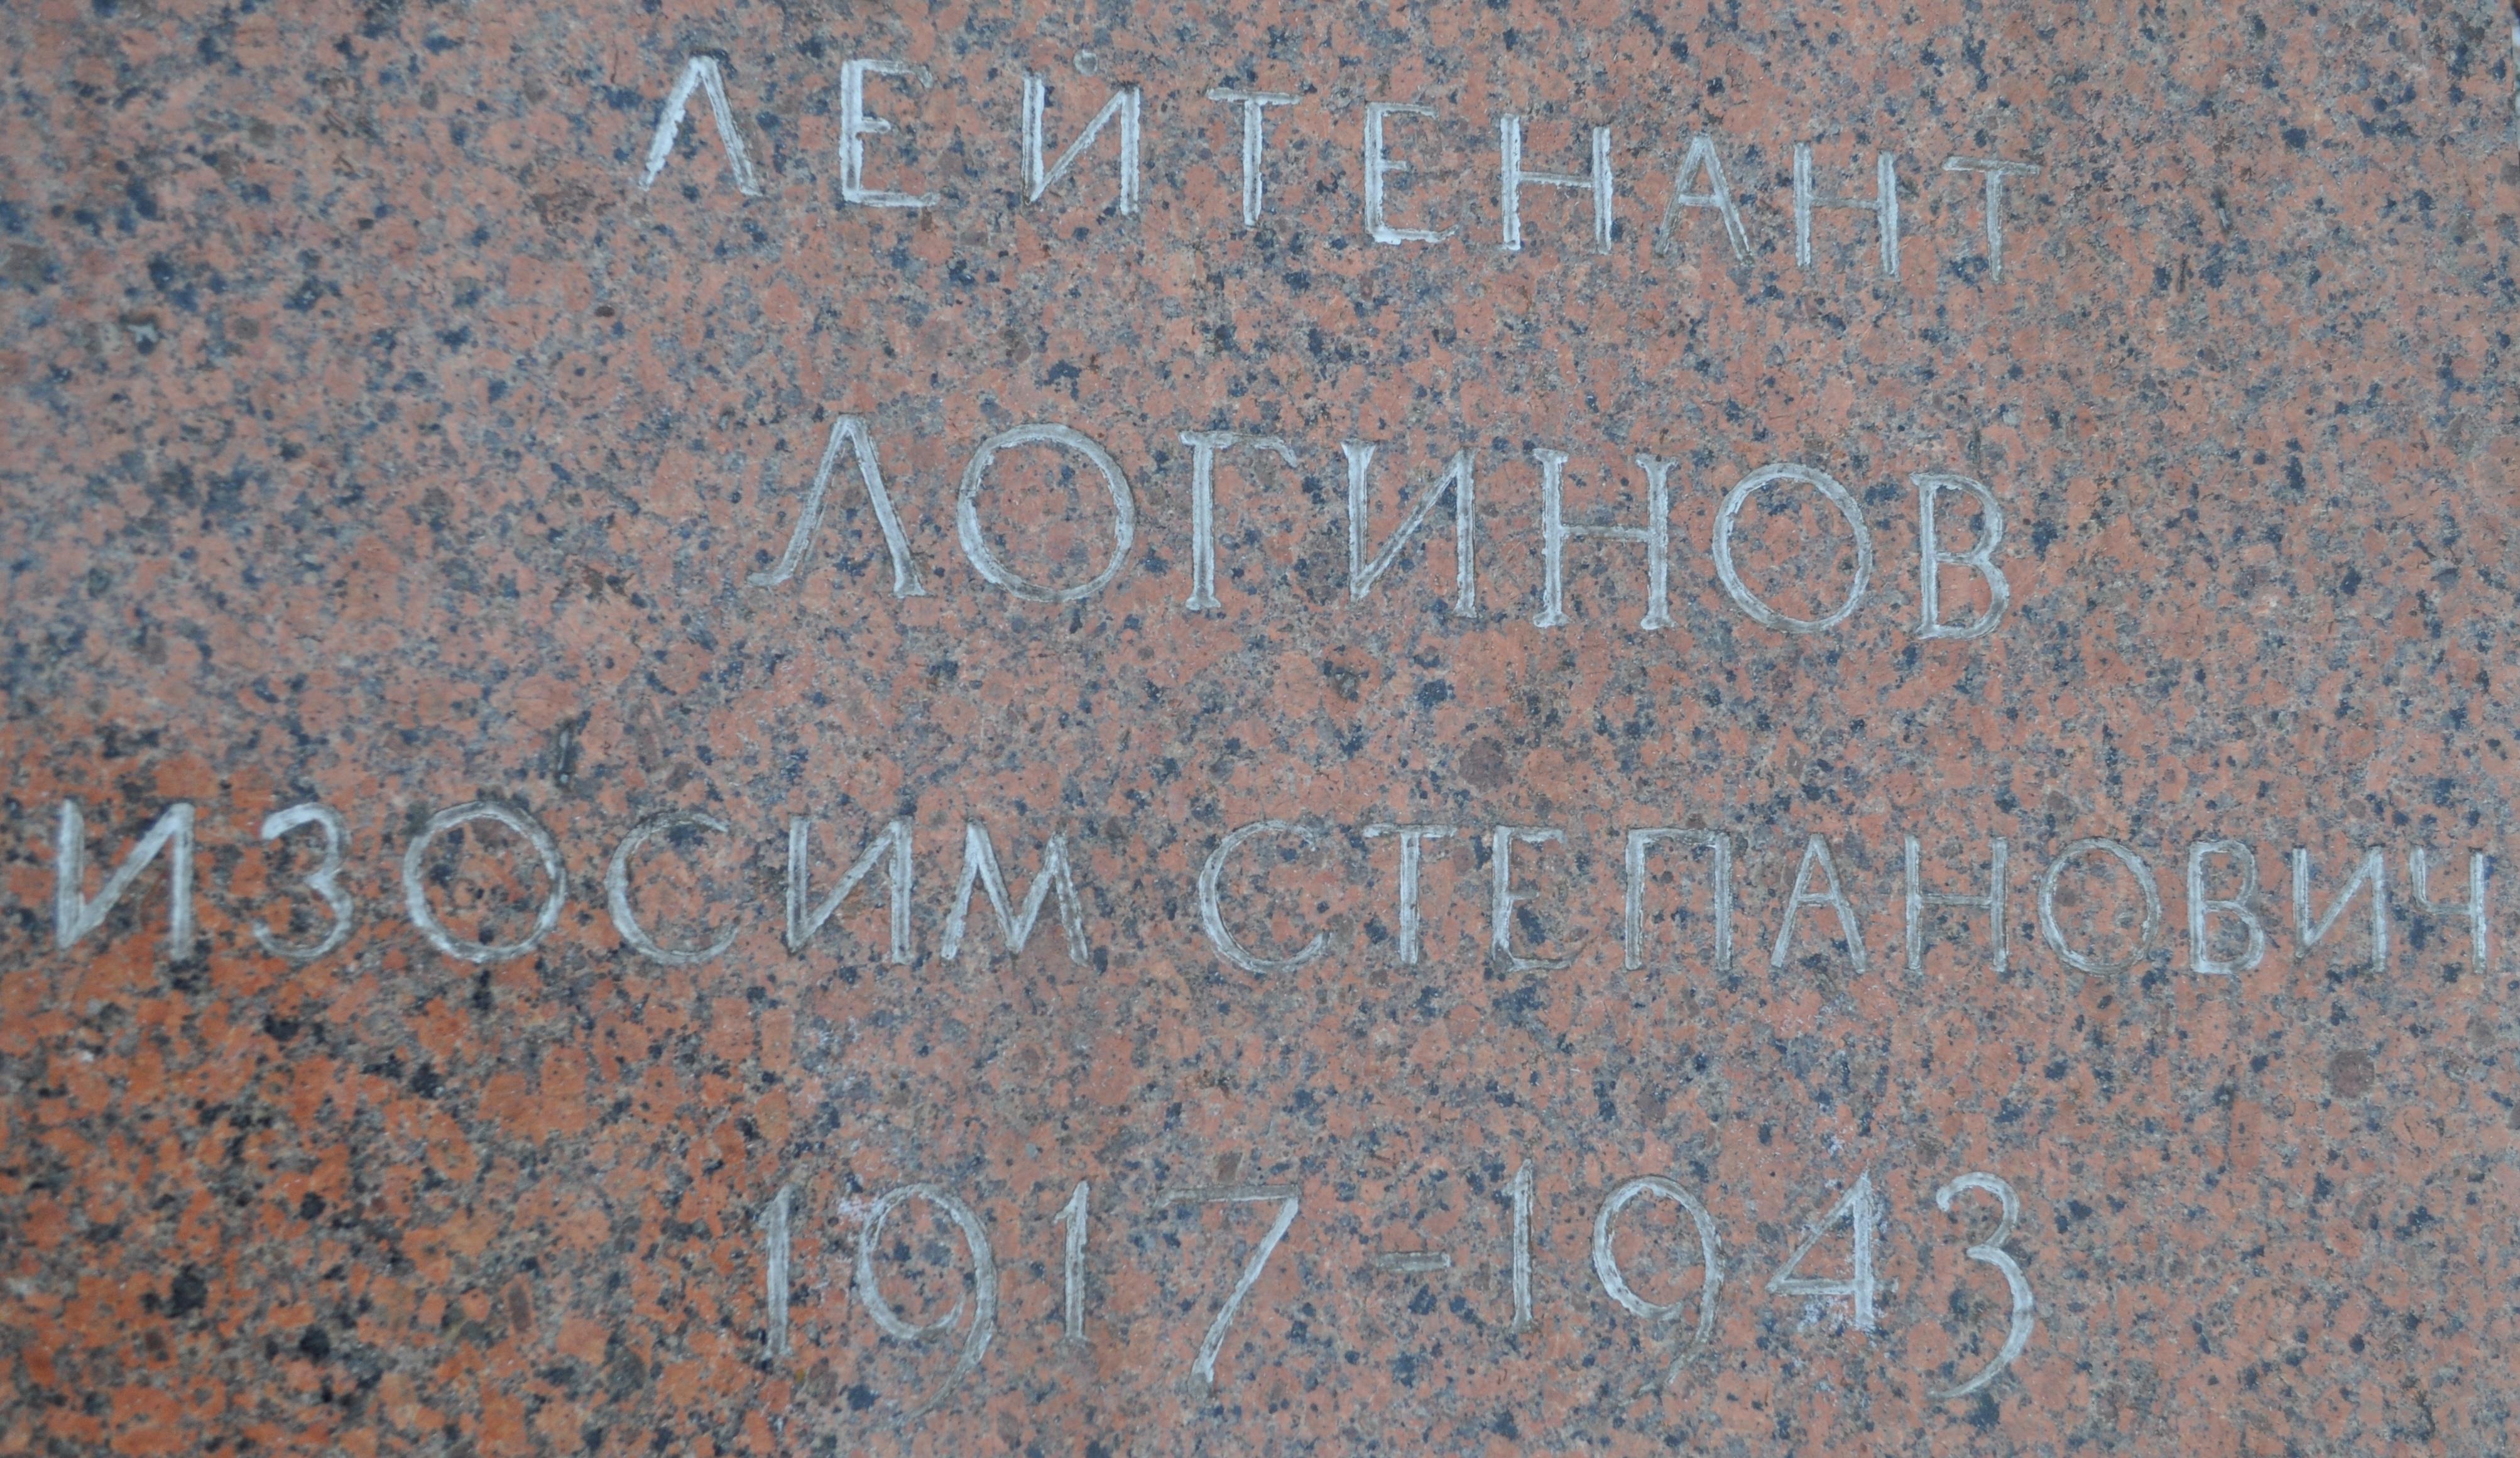 ЛЕЙТЕНАНТ
ЛОГИНОВ
ИЗОСИМ СТЕПАНОВИЧ
1917-1943